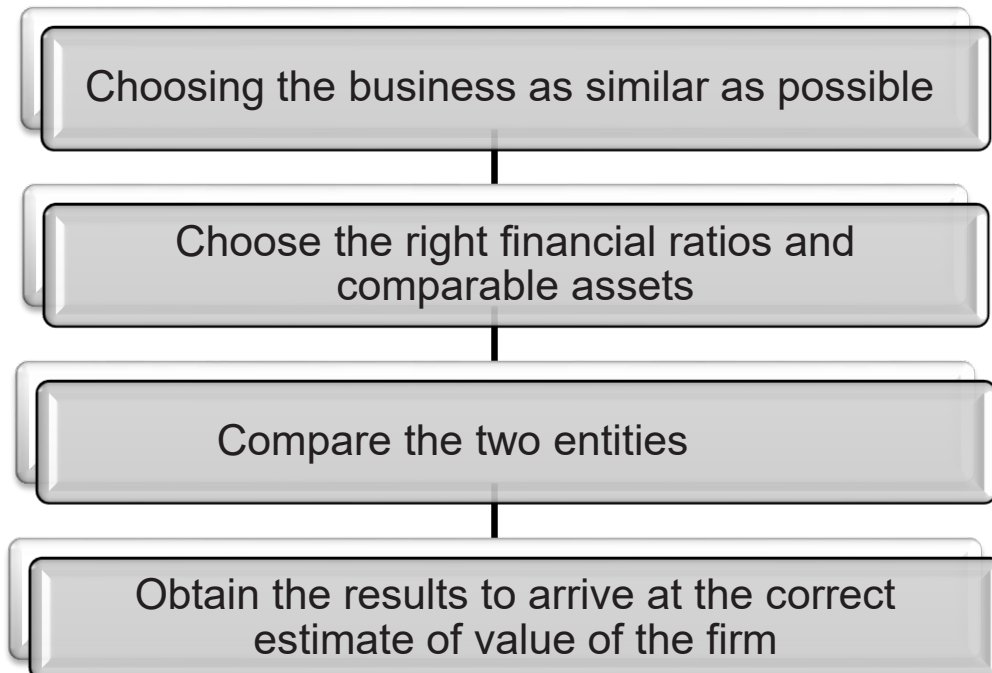 Choosing the business as similar as possible
Choose the right financial ratios and
comparable assets
Compare the two entities
Obtain the results to arrive at the correct
estimate of value of the firm